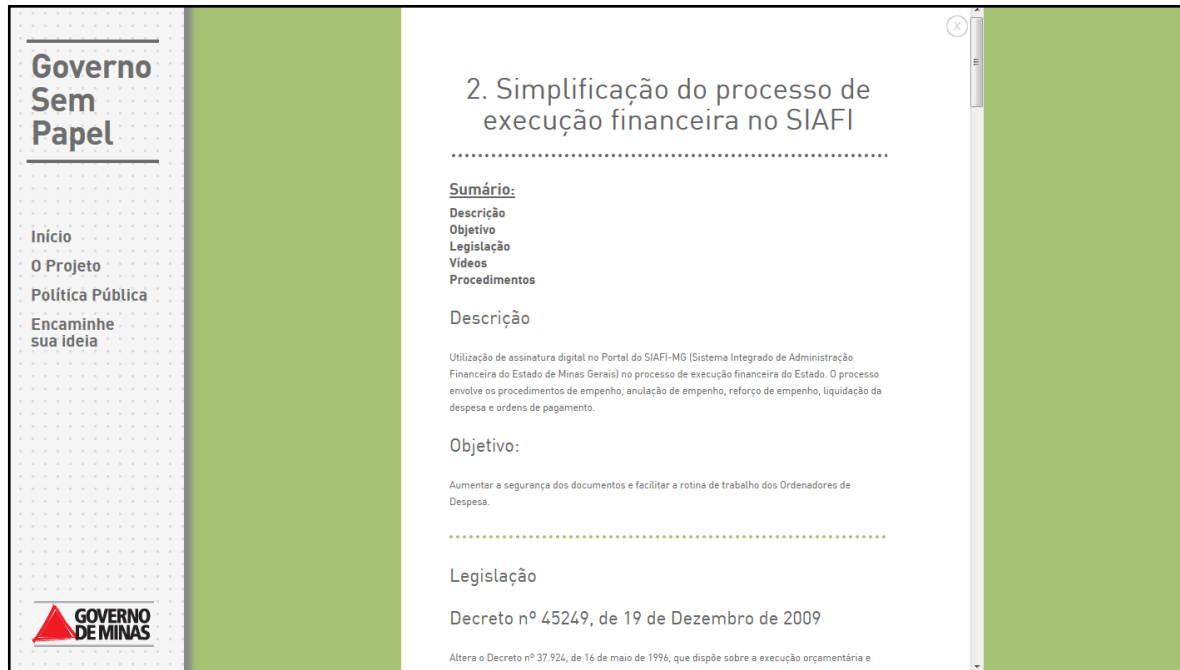 Governo
Sem
Papel
Início
O Projeto
Política Pública
Encaminhe
sua ideia
GOVERNO
DE MINAS
X
2. Simplificação do processo de
execução financeira no SIAFI
Sumário:
Descrição
Objetivo
Legislação
Vídeos
Procedimentos
Descrição
Utilização de assinatura digital no Portal do SIAFI-MG (Sistema Integrado de Administração
Financeira do Estado de Minas Gerais) no processo de execução financeira do Estado. O processo
envolve os procedimentos de empenho, anulação de empenho, reforço de empenho, liquidação da
despesa e ordens de pagamento.
Objetivo:
Aumentar a segurança dos documentos e facilitar a rotina de trabalho dos Ordenadores de
Despesa.
Legislação
Decreto nº 45249, de 19 de Dezembro de 2009
Altera o Decreto nº 37.924, de 16 de maio de 1996, que dispõe sobre a execução orçamentária e